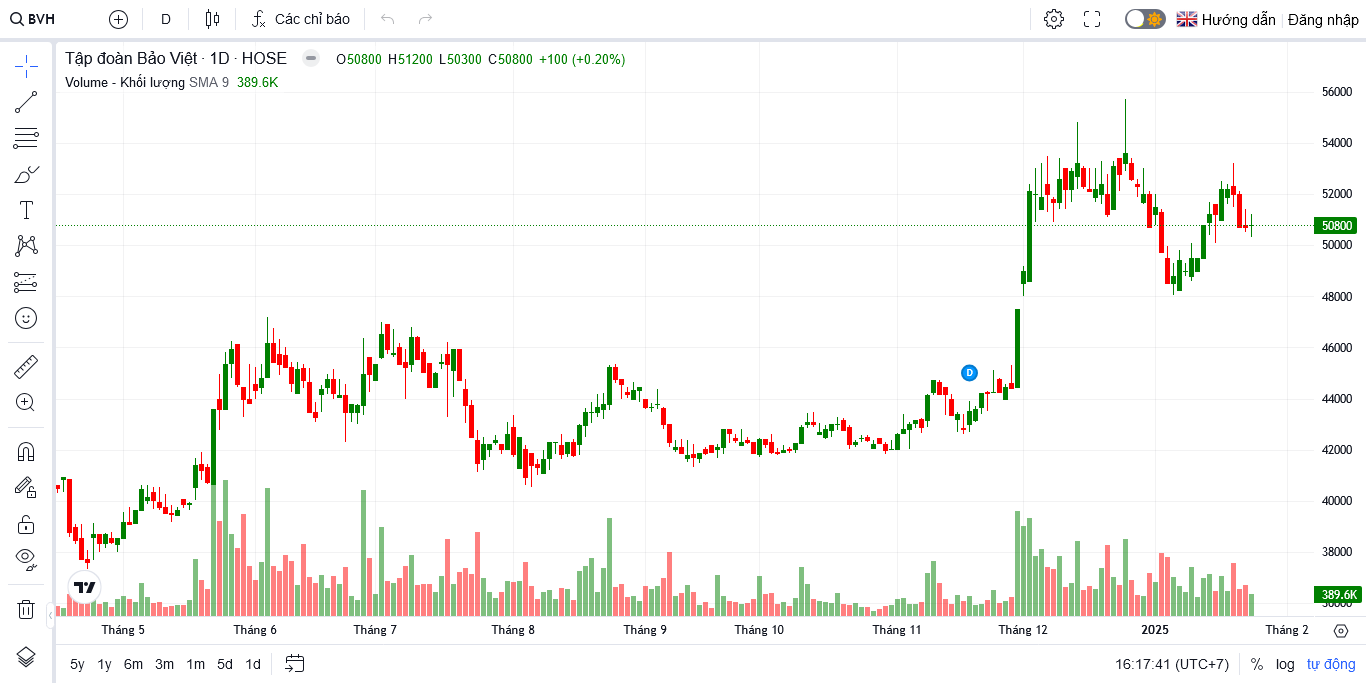 BVH D Các chỉ báo Hướng dẫn Đăng nhập
Tập đoàn Bảo Việt · 1D · HOSE O50800 H51200 L50300 C50800 +100 (+0.20%)
Volume - Khối lượng SMA 9 389.6K
56000
54000
52000
50800
50000
48000
46000
D
44000
42000
40000
38000
389.6K
36000
Tháng 5 Tháng 6 Tháng 7 Tháng 8 Tháng 9 Tháng 10 Tháng 11 Tháng 12 2025 Tháng 2
5y 1y 6m 3m 1m 5d 1d 16:17:41 (UTC+7) % log tự động